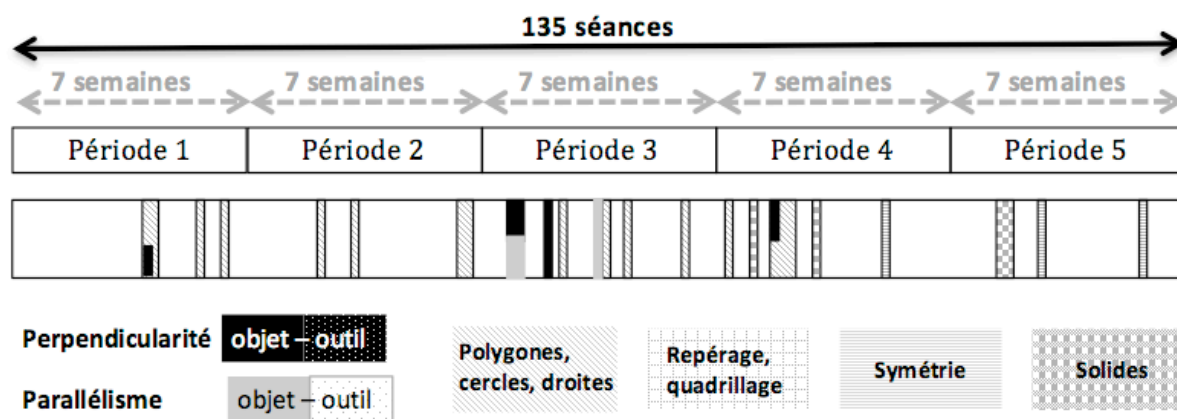 135 séances
7 semaines 7 semaines 7 semaines 7 semaines 7 semaines
Période 1 Période 2 Période 3 Période 4 Période 5
Perpendicularité objet – outil
Parallélisme objet – outil
Polygones,
cercles, droites
Repérage,
quadrillage
Symétrie
Solides